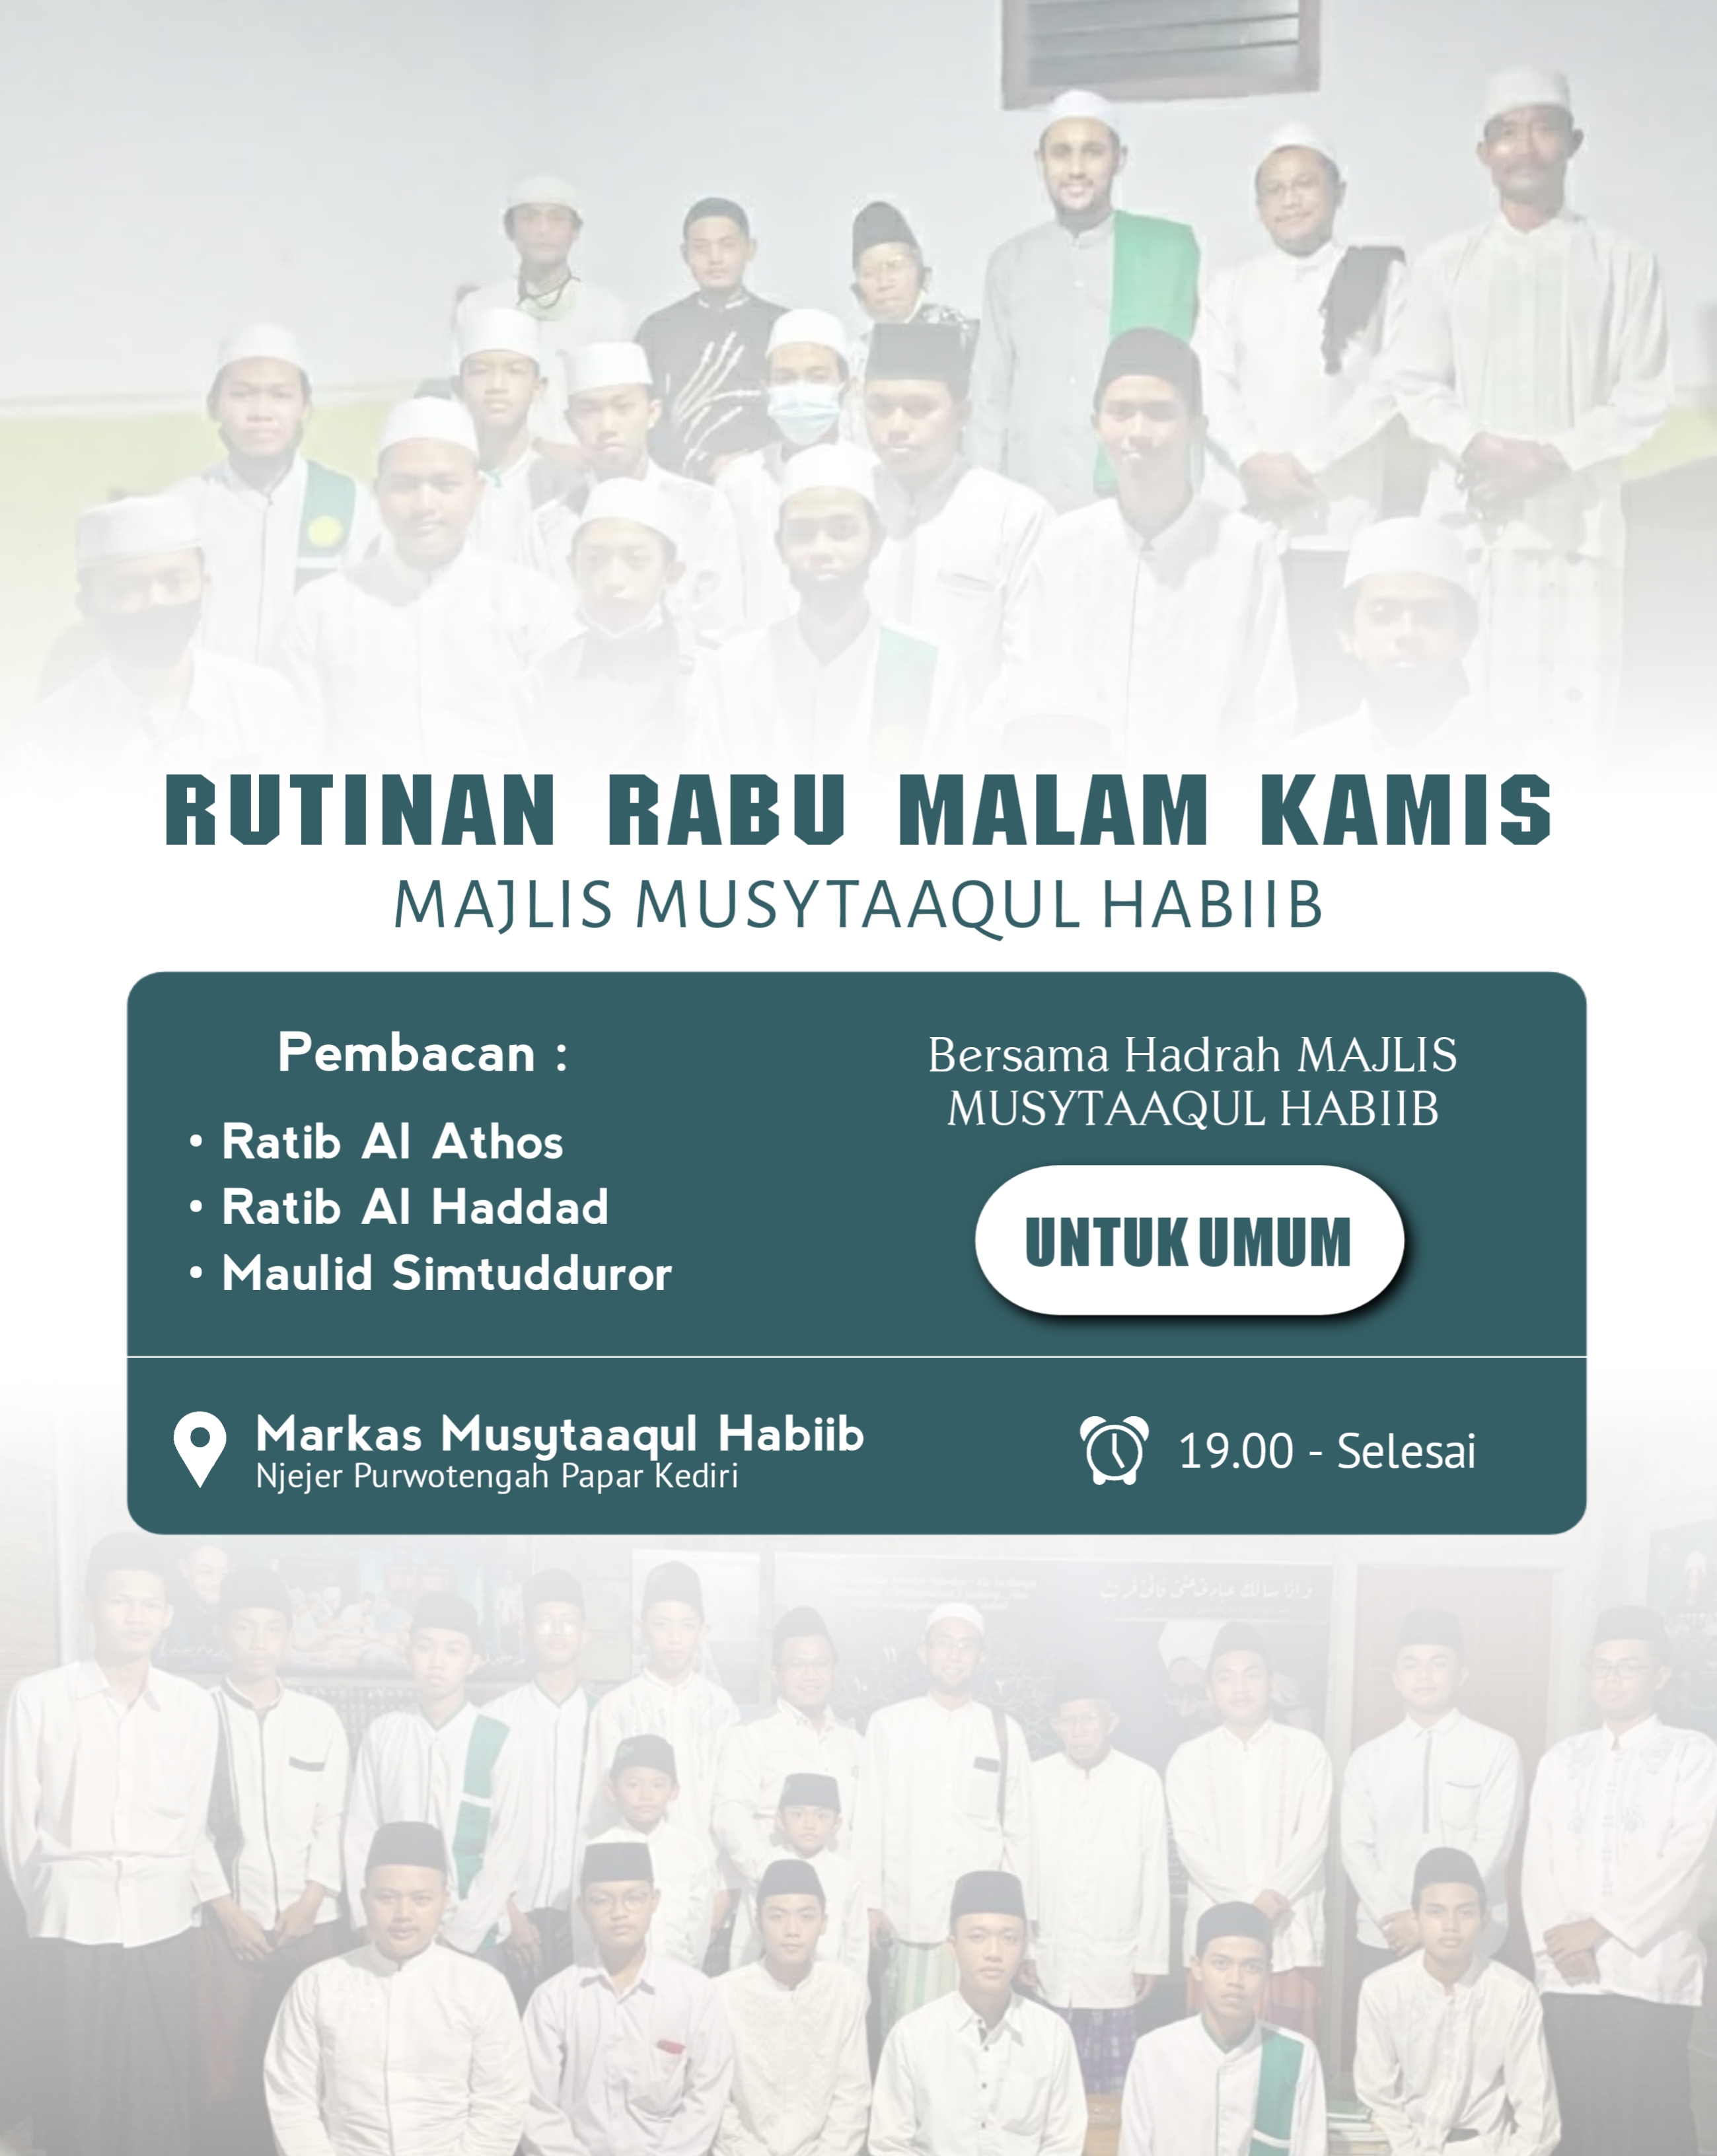 RUTINAN RABU MALAM KAMIS
MAJLIS MUSYTAAQUL HABIIB
Pembacan :
• Ratib Al Athos
• Ratib Al Haddad
• Maulid Simtudduror
Bersama Hadrah MAJLIS
MUSYTAAQUL HABIIB
UNTUK UMUM
Markas Musytaaqul Habiib
Njejer Purwotengah Papar Kediri
19.00 - Selesai